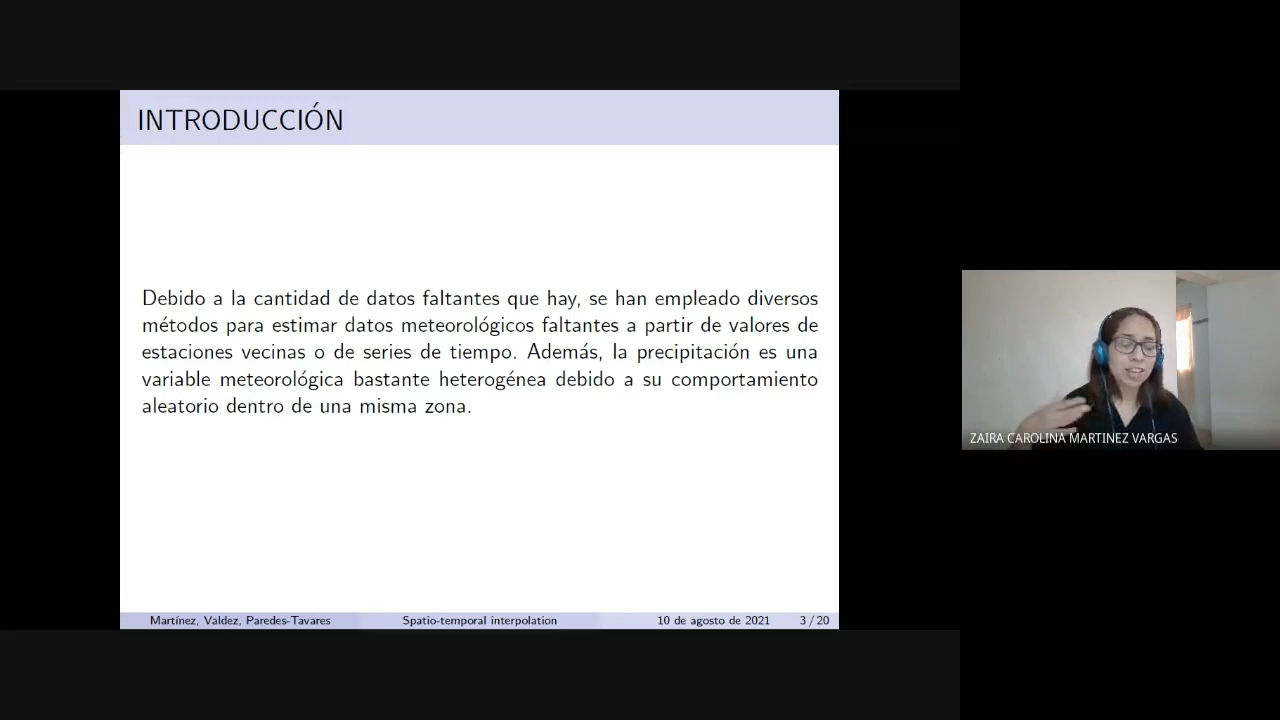 INTRODUCCIÓN
Debido a la cantidad de datos faltantes que hay, se han empleado diversos
métodos para estimar datos meteorológicos faltantes a partir de valores de
estaciones vecinas o de series de tiempo. Además, la precipitación es una
variable meteorológica bastante heterogénea debido a su comportamiento
aleatorio dentro de una misma zona.
Martínez, Valdez, Paredes-Tavares Spatio-temporal interpolation 10 de agosto de 2021 3 / 20
ZAIRA CAROLINA MARTINEZ VARGAS